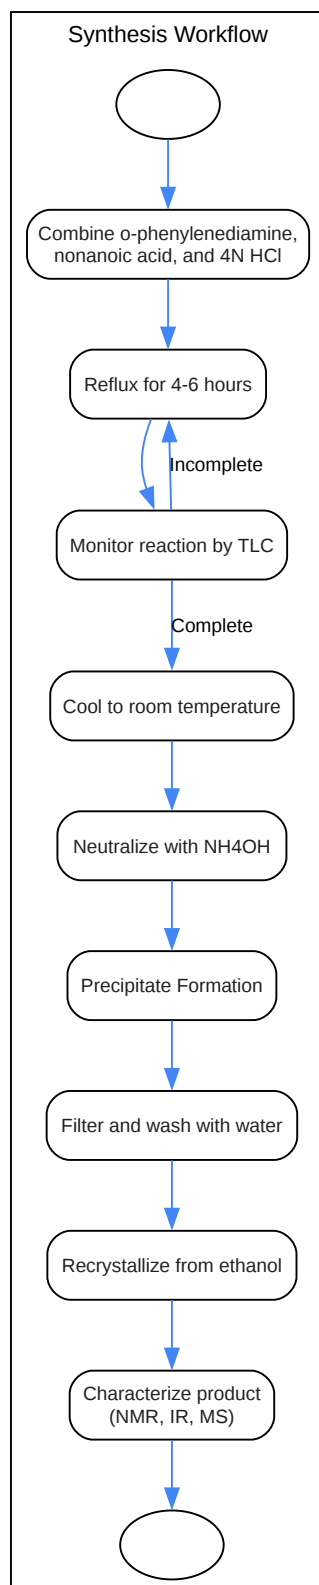 Synthesis Workflow
Combine o-phenylenediamine,
nonanoic acid, and 4N HCl
Reflux for 4-6 hours
Incomplete
Monitor reaction by TLC
Complete
Cool to room temperature
Neutralize with NH4OH
Precipitate Formation
Filter and wash with water
Recrystallize from ethanol
Characterize product
(NMR, IR, MS)